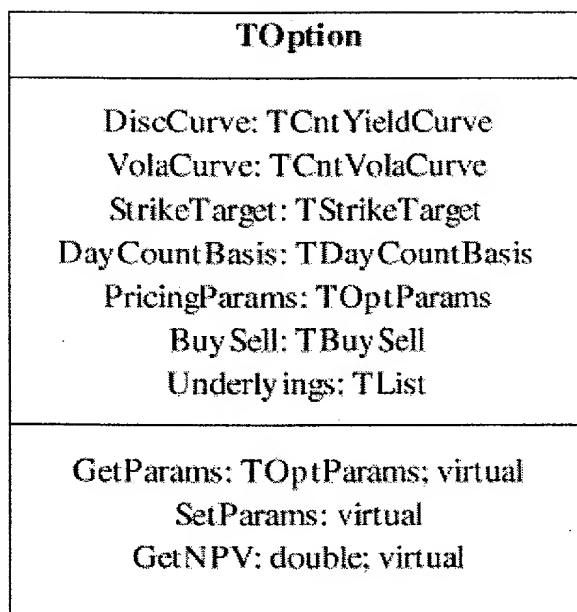 TOption
DiscCurve: TCntYieldCurve
VolaCurve: TCntVolaCurve
StrikeTarget: TStrikeTarget
DayCountBasis: TDayCountBasis
PricingParams: TOptParams
BuySell: TBuySell
Underlyings: TList
GetParams: TOptParams; virtual
SetParams: virtual
GetNPV: double; virtual